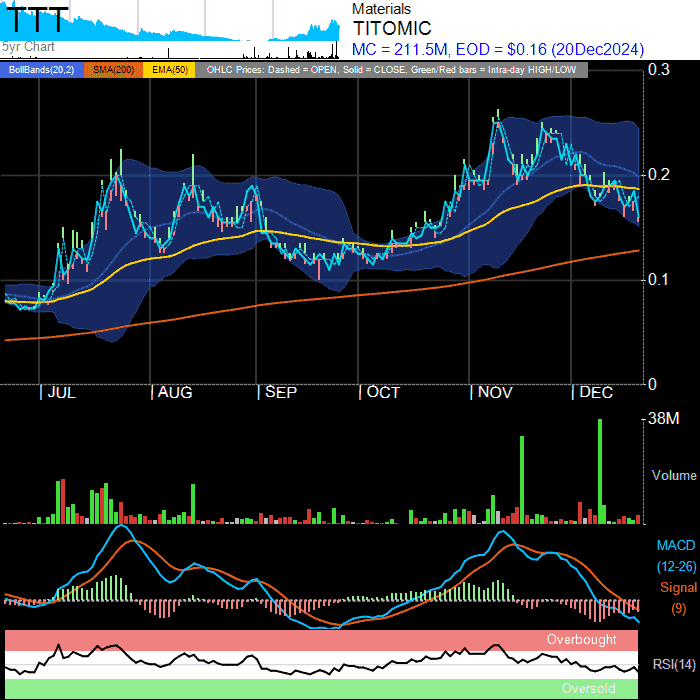 TTT
5yr Chart
Materials
TITOMIC
MC = 211.5M, EOD = $0.16 (20Dec2024)
BollBands(20,2) SMA(200) EMA(50) OHLC Prices: Dashed = OPEN, Solid = CLOSE, Green/Red bars = Intra-day HIGH/LOW
0.3
0.2
0.1
0
JUL AUG SEP OCT NOV DEC
38M
Volume
MACD
(12-26)
Signal
(9)
Overbought
RSI(14)
Oversold